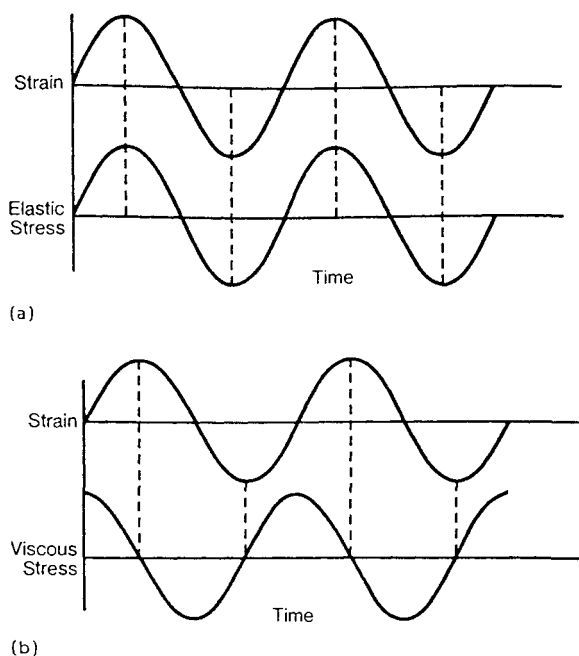 Strain
Elastic
Stress
Time
(a)
Strain
Viscous
Stress
Time
(b)